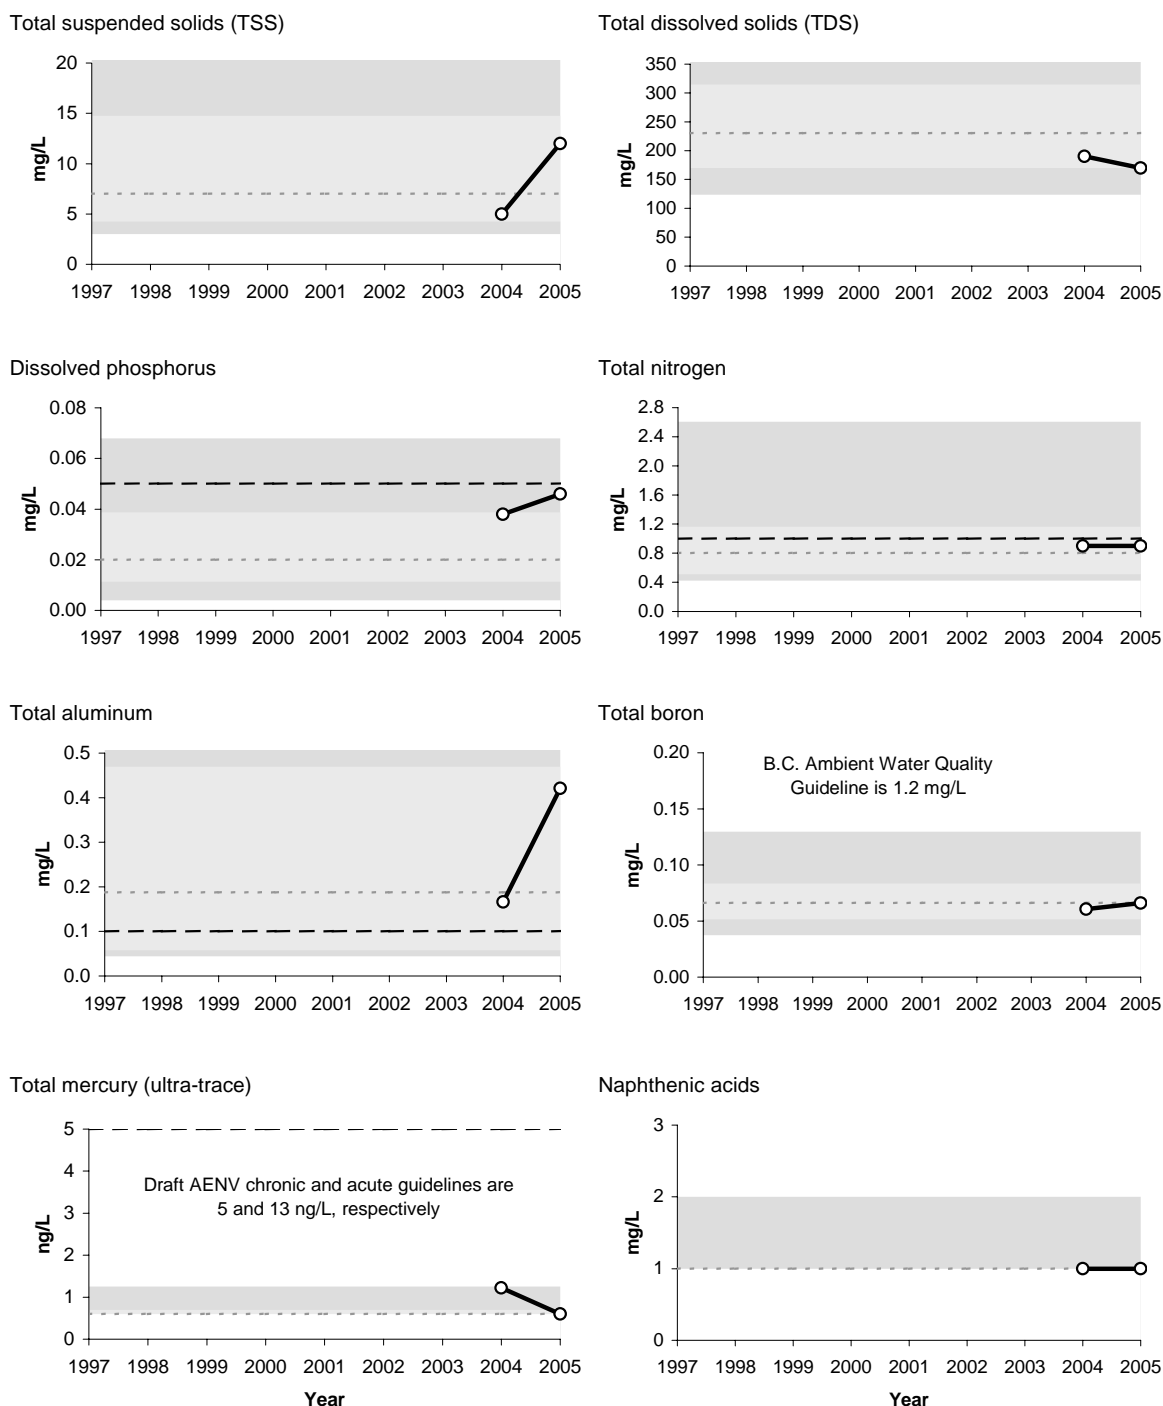 Total suspended solids (TSS)
20
15
10
5
0
mg/L
1997 1998 1999 2000 2001 2002 2003 2004 2005
Total dissolved solids (TDS)
350
300
250
200
150
100
50
0
mg/L
1997 1998 1999 2000 2001 2002 2003 2004 2005
Dissolved phosphorus
0.08
0.06
0.04
0.02
0.00
mg/L
1997 1998 1999 2000 2001 2002 2003 2004 2005
Total nitrogen
2.8
2.4
2.0
1.6
1.2
0.8
0.4
0.0
mg/L
1997 1998 1999 2000 2001 2002 2003 2004 2005
Total aluminum
0.5
0.4
0.3
0.2
0.1
0.0
mg/L
1997 1998 1999 2000 2001 2002 2003 2004 2005
Total boron
0.20
0.15
0.10
0.05
0.00
mg/L
B.C. Ambient Water Quality
Guideline is 1.2 mg/L
1997 1998 1999 2000 2001 2002 2003 2004 2005
Total mercury (ultra-trace)
5
4
3
2
1
0
ng/L
Draft AENV chronic and acute guidelines are
5 and 13 ng/L, respectively
1997 1998 1999 2000 2001 2002 2003 2004 2005
Year
Naphthenic acids
3
2
1
0
mg/L
1997 1998 1999 2000 2001 2002 2003 2004 2005
Year